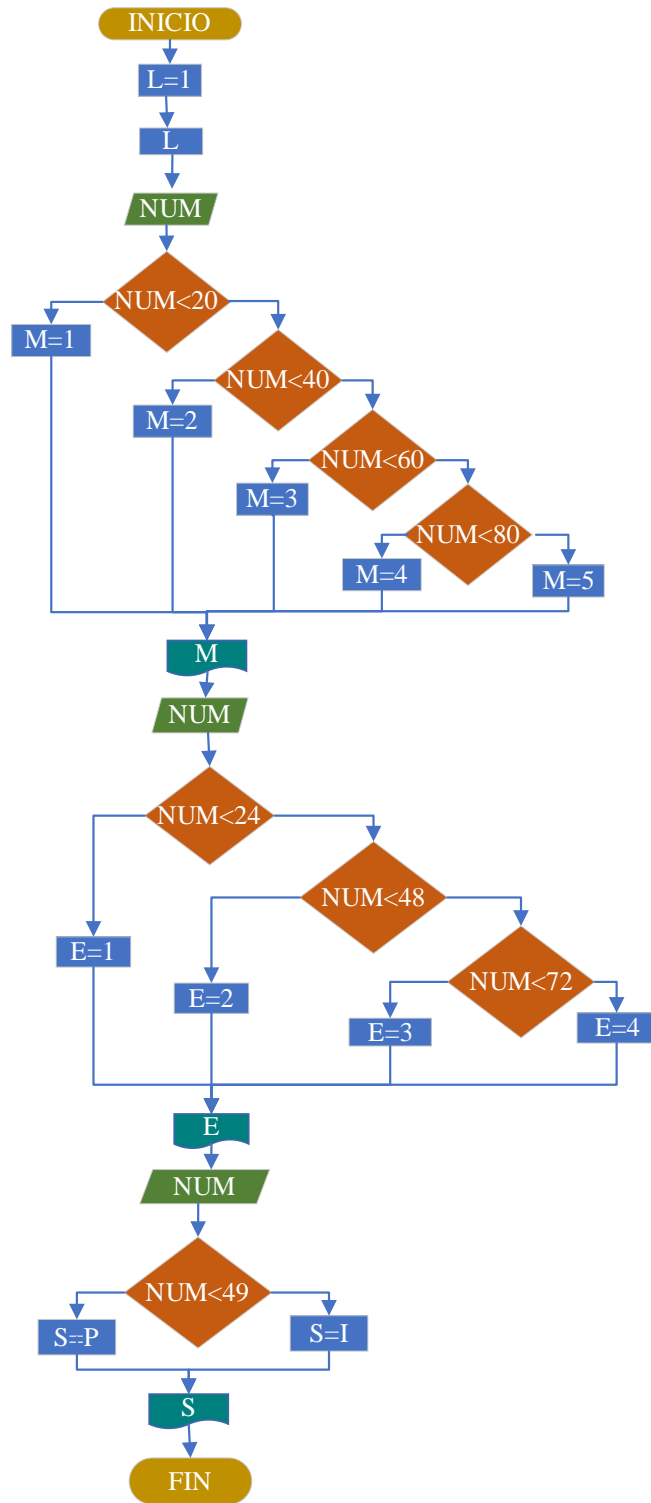 INICIO
L=1
L
NUM
NUM<20
M=1
NUM<40
M=2
NUM<60
M=3
NUM<80
M=4
M=5
M
NUM
NUM<24
NUM<48
E=1
NUM<72
E=2
E=3
E=4
E
NUM
NUM<49
S=P
S=I
S
FIN